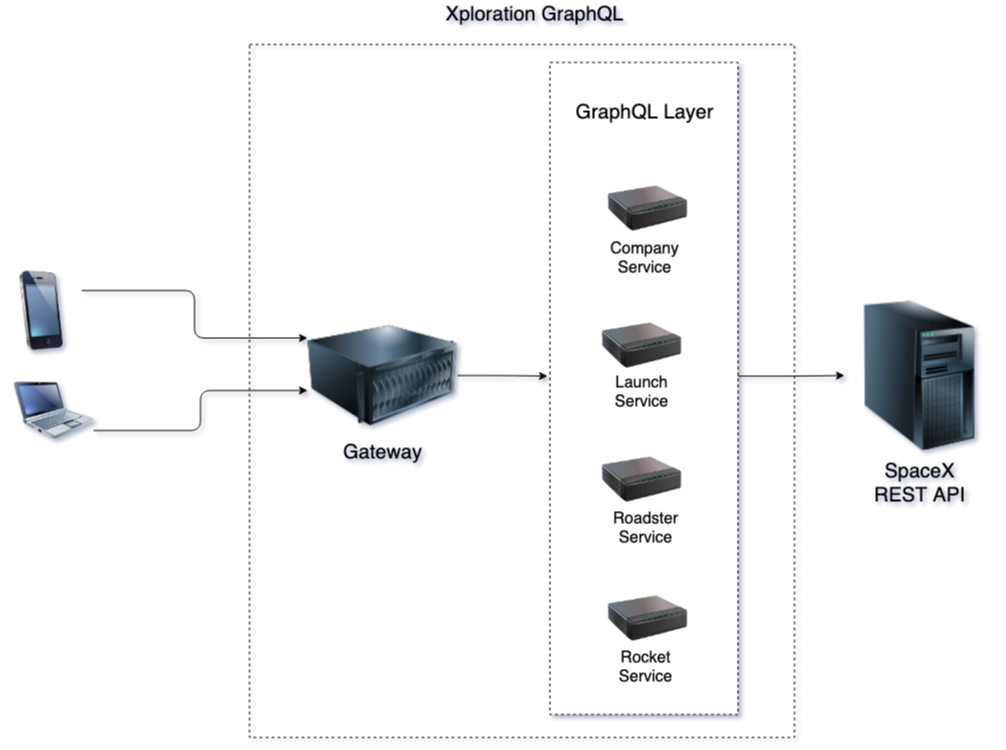 Xploration GraphQL
GraphQL Layer
Company
Service
Launch
Service
Roadster
Service
Rocket
Service
Gateway
SpaceX
REST API